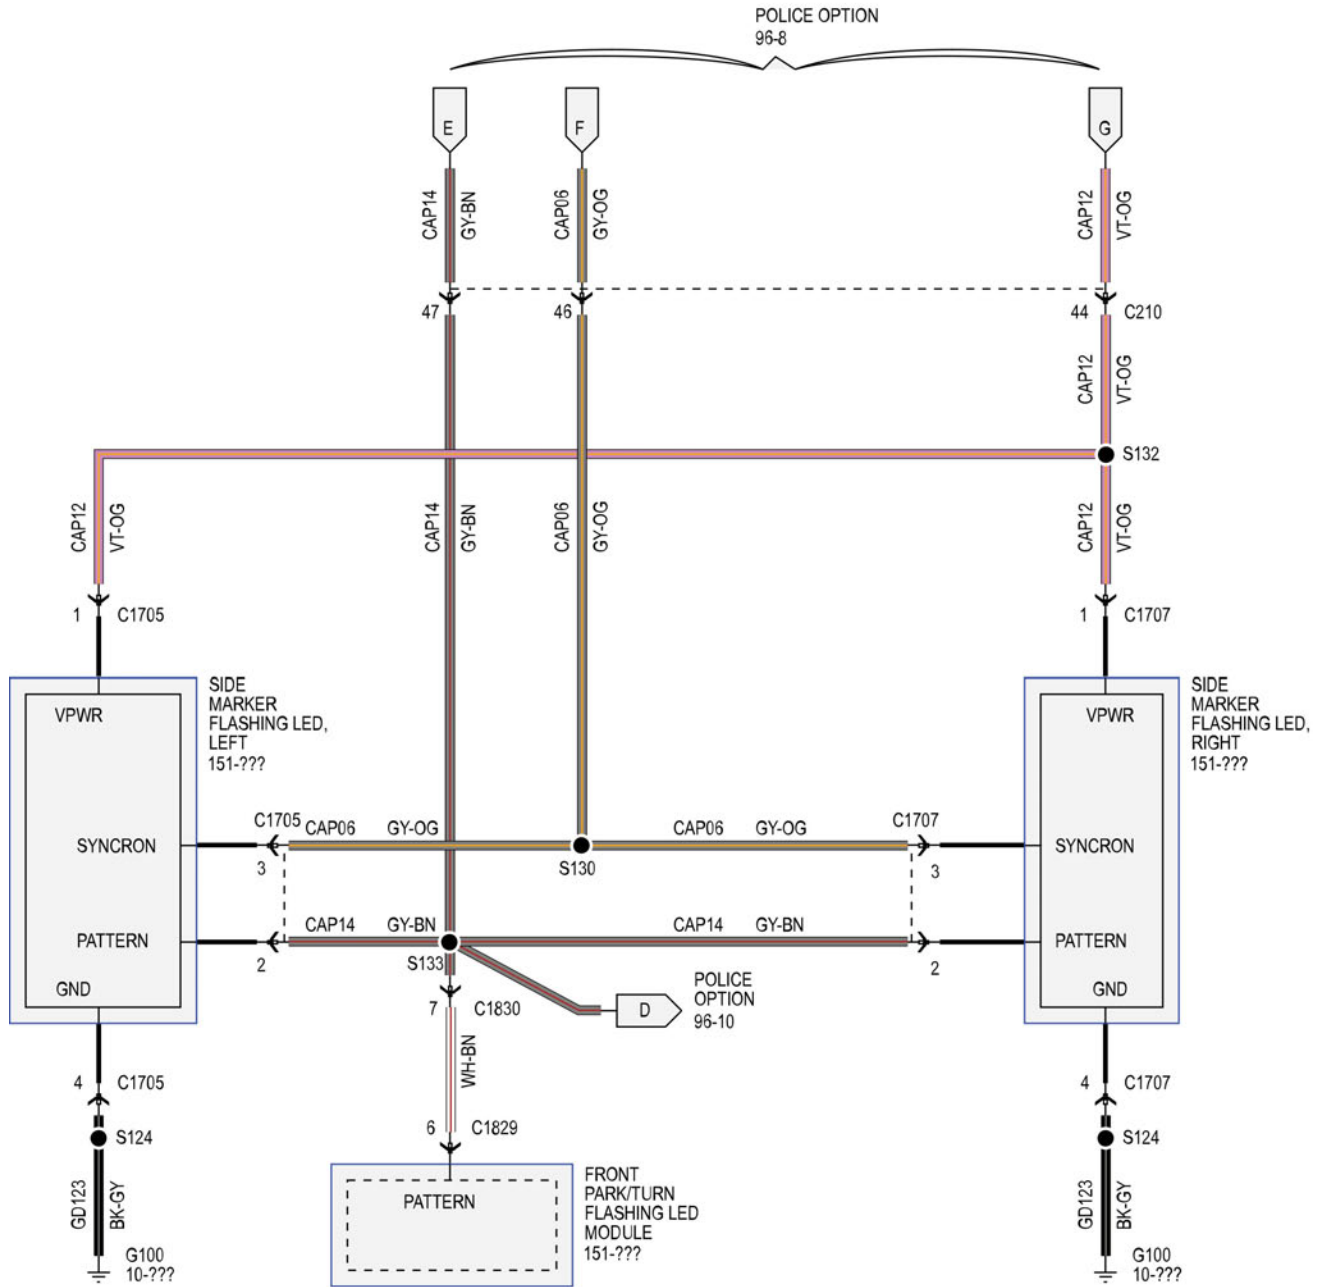 POLICE OPTION
96-8
E
F
G
CAP14
GY-BN
CAP06
GY-OG
CAP12
VT-OG
47
46
44
C210
CAP12
VT-OG
S132
CAP12
VT-OG
CAP14
GY-BN
CAP06
GY-OG
CAP12
VT-OG
1
C1705
1
C1707
SIDE
MARKER
FLASHING LED,
LEFT
151-???
VPWR
SYNCRON
PATTERN
GND
SIDE
MARKER
FLASHING LED,
RIGHT
151-???
VPWR
SYNCRON
PATTERN
GND
C1705
CAP06
GY-OG
CAP06
GY-OG
C1707
3
S130
3
CAP14
GY-BN
CAP14
GY-BN
2
S133
2
POLICE
OPTION
96-10
D
7
C1830
WH-BN
6
C1829
4
C1705
S124
GD123
BK-GY
G100
10-???
4
C1707
S124
GD123
BK-GY
G100
10-???
PATTERN
FRONT
PARK/TURN
FLASHING LED
MODULE
151-???